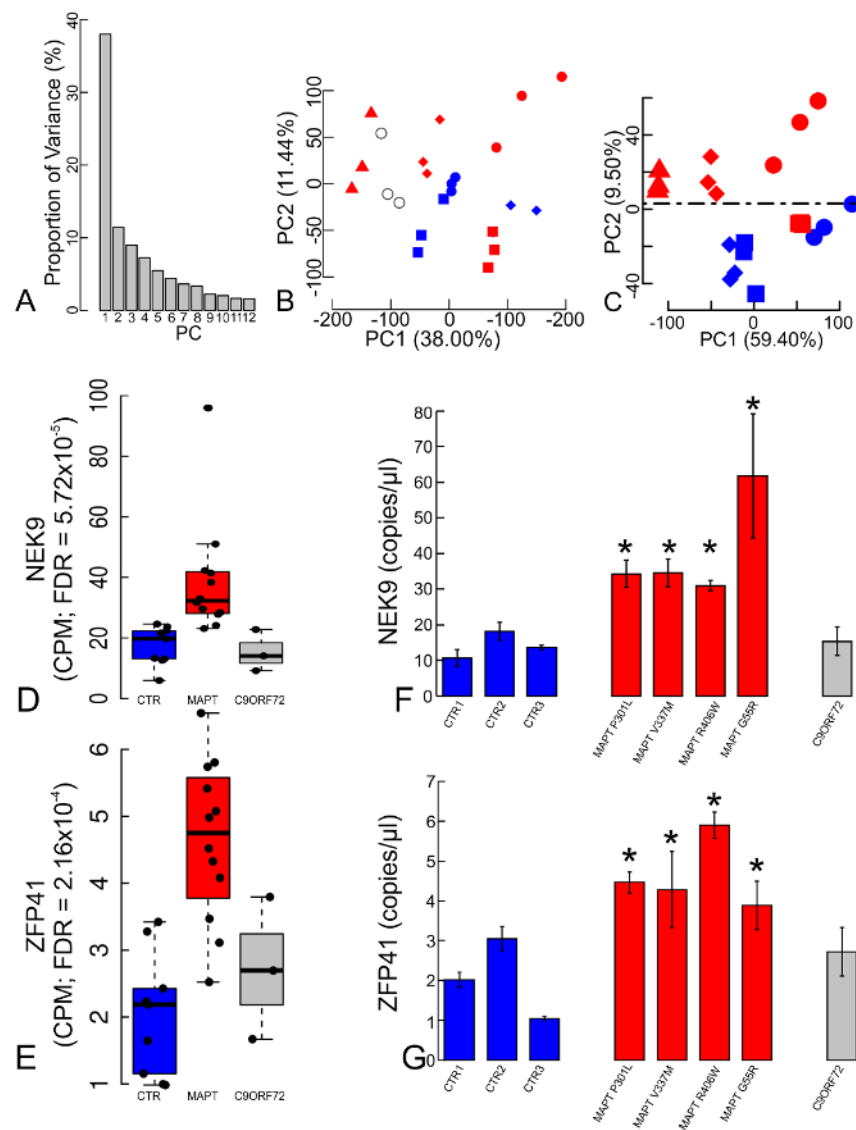 40
30
20
10
0
Proportion of Variance (%)
1 2 3 4 5 6 7 8 9 10 11 12
PC
A
100
50
0
-50
-100
PC2 (11.44%)
-200 -100 0 -100 -200
PC1 (38.00%)
B
40
0
-40
PC2 (9.50%)
-100 0 100
PC1 (59.40%)
C
100
80
60
40
20
0
NEK9
(CPM; FDR = 5.72x10-5)
CTR MAPT C9ORF72
D
80
70
60
50
40
30
20
10
0
NEK9 (copies/µl)
* * * *
CTR1 CTR2 CTR3 MAPT P301L MAPT V337M MAPT R406W MAPT G55R C9ORF72
F
6
5
4
3
2
1
ZFP41
(CPM; FDR = 2.16x10-4)
CTR MAPT C9ORF72
E
7
6
5
4
3
2
1
0
ZFP41 (copies/µl)
* * * *
CTR1 CTR2 CTR3 MAPT P301L MAPT V337M MAPT R406W MAPT G55R C9ORF72
G